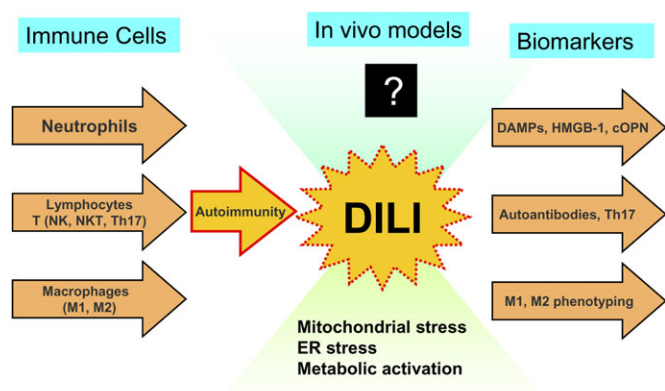 Immune Cells
In vivo models
Biomarkers
?
Neutrophils
Lymphocytes
T (NK, NKT, Th17)
Macrophages
(M1, M2)
Autoimmunity
DILI
Mitochondrial stress
ER stress
Metabolic activation
DAMPs, HMGB-1, cOPN
Autoantibodies, Th17
M1, M2 phenotyping